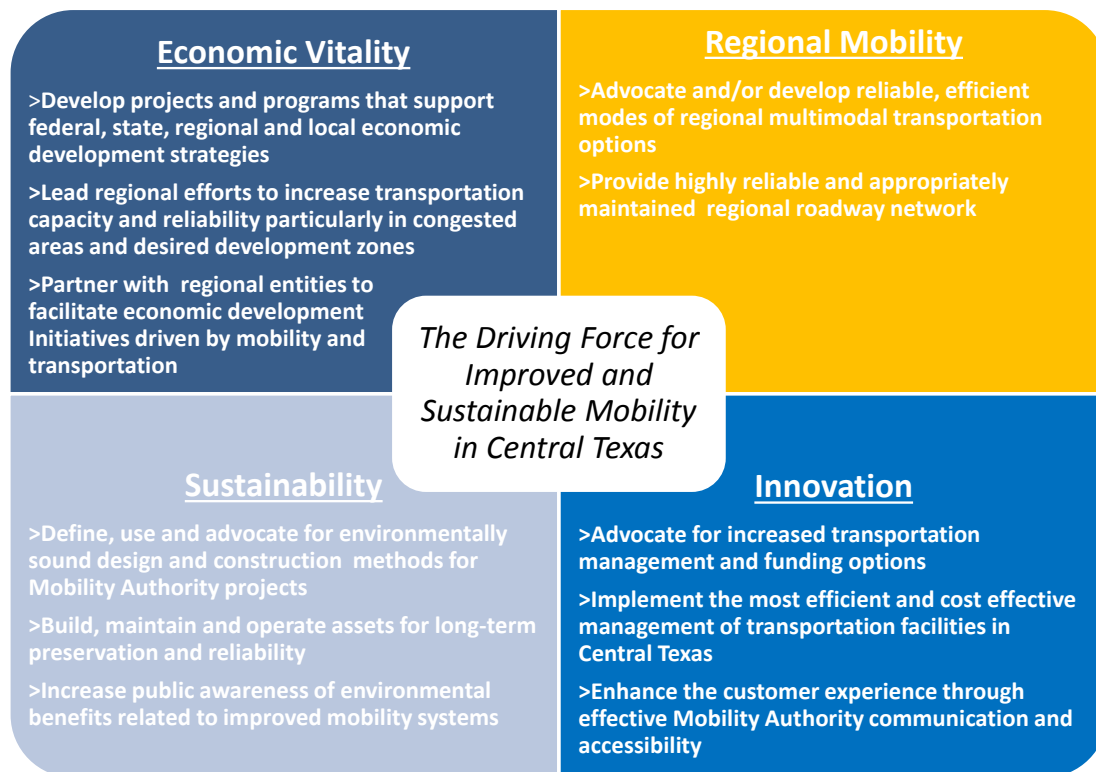 Economic Vitality
>Develop projects and programs that support
federal, state, regional and local economic
development strategies
>Lead regional efforts to increase transportation
capacity and reliability particularly in congested
areas and desired development zones
>Partner with  regional entities to
facilitate economic development
Initiatives driven by mobility and
transportation
Regional Mobility
>Advocate and/or develop reliable, efficient
modes of regional multimodal transportation
options
>Provide highly reliable and appropriately
maintained  regional roadway network
The Driving Force for
Improved and
Sustainable Mobility
in Central Texas
Sustainability
>Define, use and advocate for environmentally
sound design and construction  methods for
Mobility Authority projects
>Build, maintain and operate assets for long-term
preservation and reliability
>Increase public awareness of environmental
benefits related to improved mobility systems
Innovation
>Advocate for increased transportation
management and funding options
>Implement the most efficient and cost effective
management of transportation facilities in
Central Texas
>Enhance the customer experience through
effective Mobility Authority communication and
accessibility